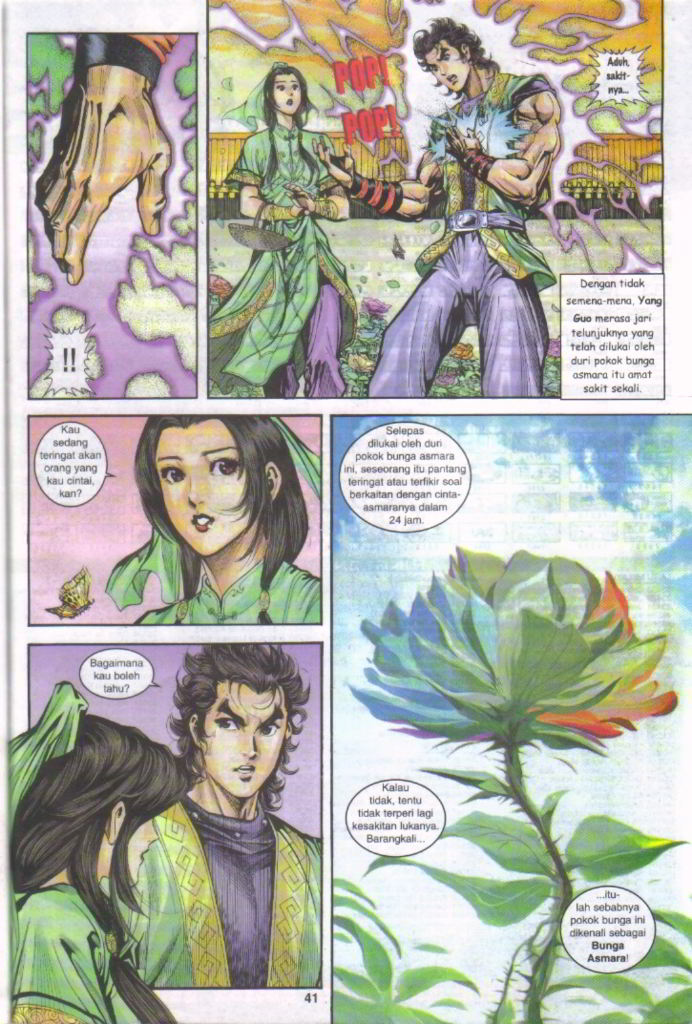 !!
POP!
POP!
Aduh,
sakit-
nya...
Dengan tidak
semena-mena, Yang
Guo merasa jari
telunjuknya yang
telah dilukai oleh
duri pokok bunga
asmara itu amat
sakit sekali.
Kau
sedang
teringat akan
orang yang
kau cintai,
kan?
Bagaimana
kau boleh
tahu?
Selepas
dilukai oleh duri
pokok bunga asmara
ini, seseorang itu pantang
teringat atau terfikir soal
berkaitan dengan cinta-
asmaranya dalam
24 jam.
Kalau
tidak, tentu
tidak terperi lagi
kesakitan lukanya.
Barangkali...
...itu-
lah sebabnya
pokok bunga ini
dikenali sebagai
Bunga
Asmara!
41